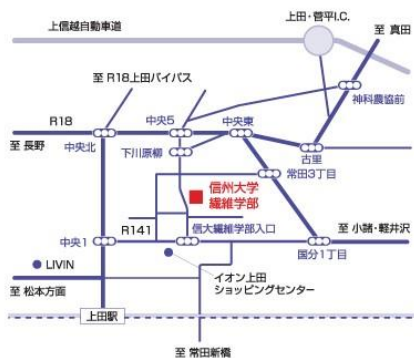 上田・菅平I.C.
上信越自動車道
至 真田
至 R18上田バイパス
神科農協前
R18
中央5
中央東
至 長野
中央北
下川原柳
古里
常田3丁目
信州大学
繊維学部
R141
至 小諸・軽井沢
中央1
信大繊維学部入口
国分1丁目
LIVIN
イオン上田
ショッピングセンター
至 松本方面
上田駅
至 常田新橋